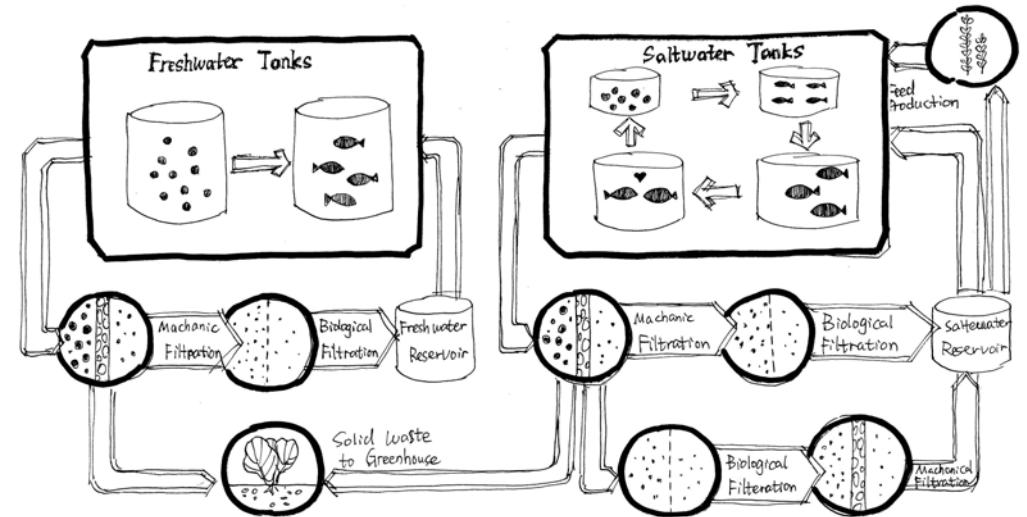 Freshwater Tanks
Saltwater Tanks
Feed
Production
Machanic
Filtration
Biological
Filtration
Freshwater
Reservoir
Machanic
Filtration
Biological
Filtration
Saltewater
Reservoir
Solid Waste
to Greenhouse
Biological
Filteration
Machanical
Filtration